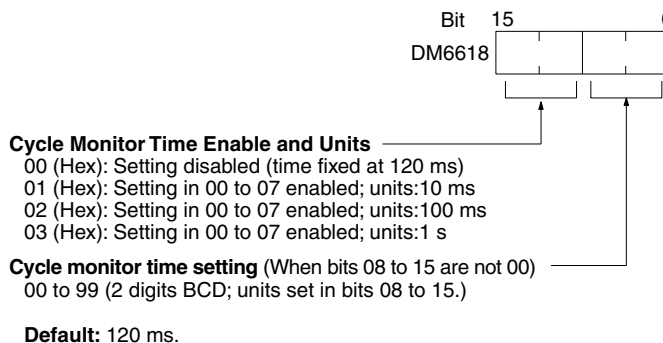 Bit 15
DM6618
Cycle Monitor Time Enable and Units
00 (Hex): Setting disabled (time fixed at 120 ms)
01 (Hex): Setting in 00 to 07 enabled; units:10 ms
02 (Hex): Setting in 00 to 07 enabled; units:100 ms
03 (Hex): Setting in 00 to 07 enabled; units:1 s
Cycle monitor time setting (When bits 08 to 15 are not 00)
00 to 99 (2 digits BCD; units set in bits 08 to 15.)
Default: 120 ms.